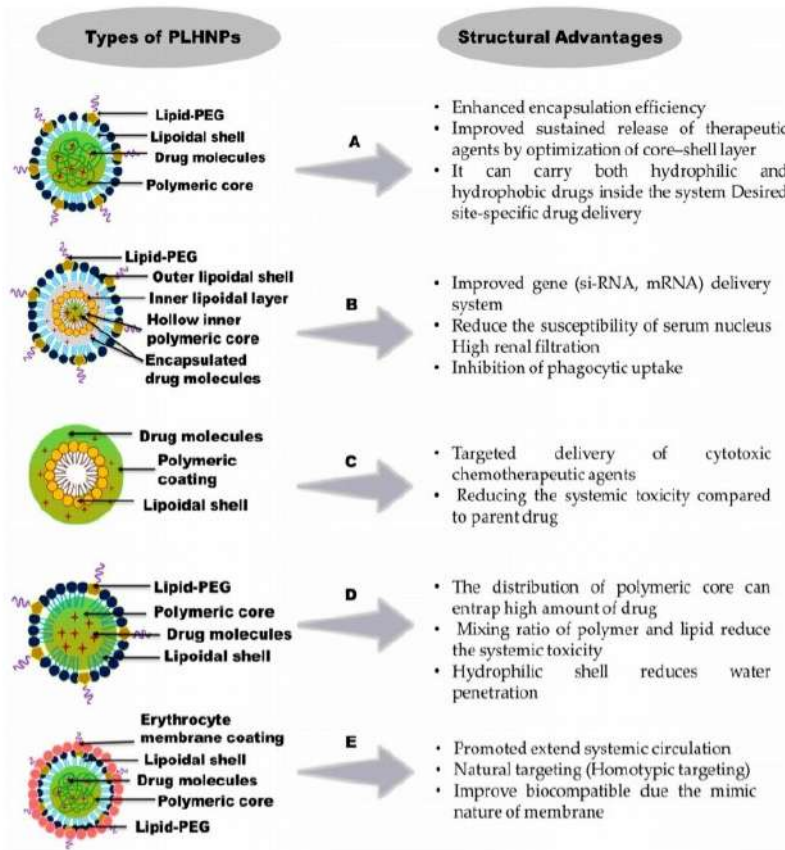 Types of PLHNPs
Structural Advantages
Lipid-PEG
Lipoidal shell
Drug molecules
Polymeric core
A
• Enhanced encapsulation efficiency
• Improved sustained release of therapeutic
agents by optimization of core–shell layer
• It can carry both hydrophilic and
hydrophobic drugs inside the system Desired
site-specific drug delivery
Lipid-PEG
Outer lipoidal shell
Inner lipoidal layer
Hollow inner
polymeric core
Encapsulated
drug molecules
B
• Improved gene (si-RNA, mRNA) delivery
system
• Reduce the susceptibility of serum nucleus
High renal filtration
• Inhibition of phagocytic uptake
Drug molecules
Polymeric
coating
Lipoidal shell
C
• Targeted delivery of cytotoxic
chemotherapeutic agents
• Reducing the systemic toxicity compared
to parent drug
Lipid-PEG
Polymeric core
Drug molecules
Lipoidal shell
D
• The distribution of polymeric core can
entrap high amount of drug
• Mixing ratio of polymer and lipid reduce
the systemic toxicity
• Hydrophilic shell reduces water
penetration
Erythrocyte
membrane coating
Lipoidal shell
Drug molecules
Polymeric core
Lipid-PEG
E
• Promoted extend systemic circulation
• Natural targeting (Homotypic targeting)
• Improve biocompatible due the mimic
nature of membrane